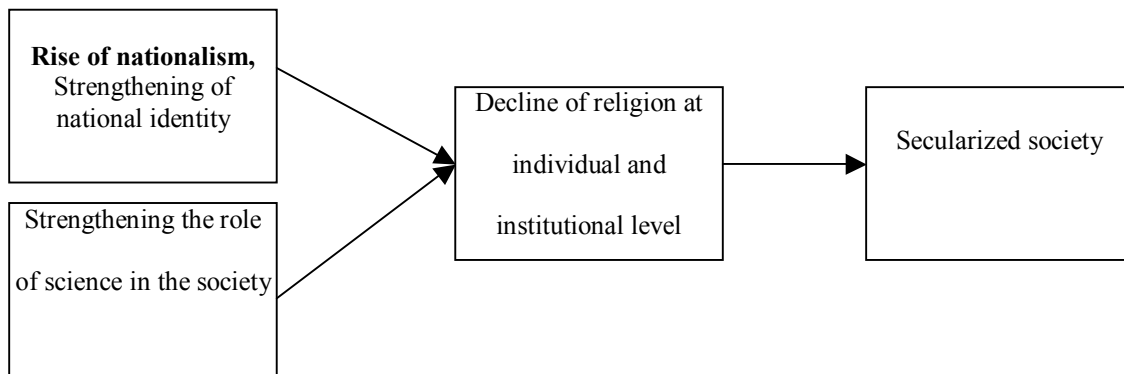 Rise of nationalism,
Strengthening of
national identity
Strengthening the role
of science in the society
Decline of religion at
individual and
institutional level
Secularized society